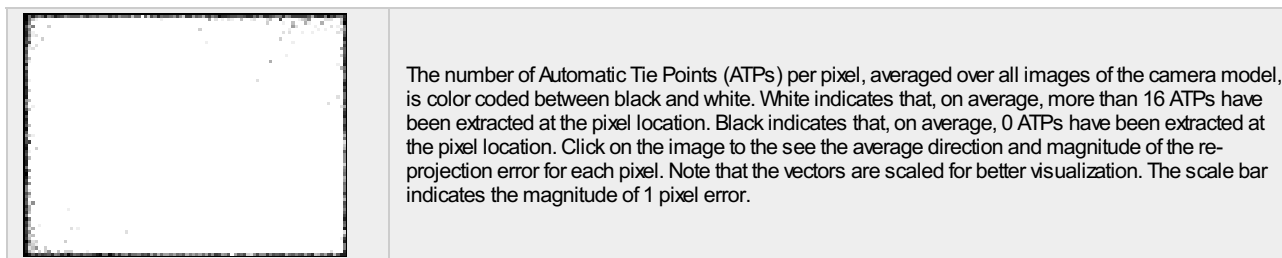 The number of Automatic Tie Points (ATPs) per pixel, averaged over all images of the camera model,
is color coded between black and white. White indicates that, on average, more than 16 ATPs have
been extracted at the pixel location. Black indicates that, on average, 0 ATPs have been extracted at
the pixel location. Click on the image to the see the average direction and magnitude of the re-
projection error for each pixel. Note that the vectors are scaled for better visualization. The scale bar
indicates the magnitude of 1 pixel error.